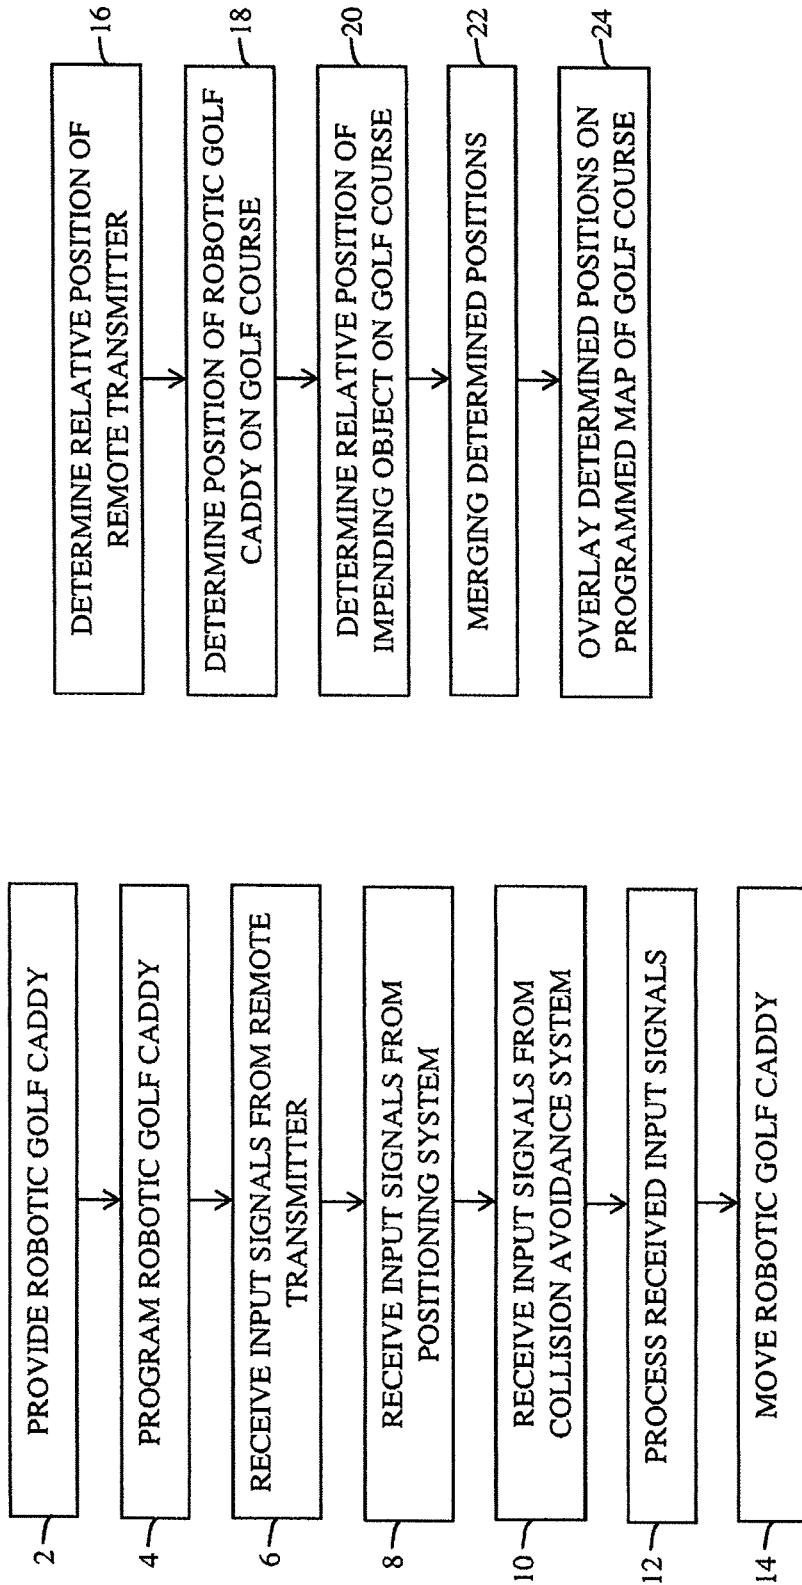 2
PROVIDE ROBOTIC GOLF CADDY
4
PROGRAM ROBOTIC GOLF CADDY
6
RECEIVE INPUT SIGNALS FROM REMOTE
TRANSMITTER
8
RECEIVE INPUT SIGNALS FROM
POSITIONING SYSTEM
10
RECEIVE INPUT SIGNALS FROM
COLLISION AVOIDANCE SYSTEM
12
PROCESS RECEIVED INPUT SIGNALS
14
MOVE ROBOTIC GOLF CADDY
DETERMINE RELATIVE POSITION OF
REMOTE TRANSMITTER
16
DETERMINE POSITION OF ROBOTIC GOLF
CADDY ON GOLF COURSE
18
DETERMINE RELATIVE POSITION OF
IMPENDING OBJECT ON GOLF COURSE
20
MERGING DETERMINED POSITIONS
22
OVERLAY DETERMINED POSITIONS ON
PROGRAMMED MAP OF GOLF COURSE
24